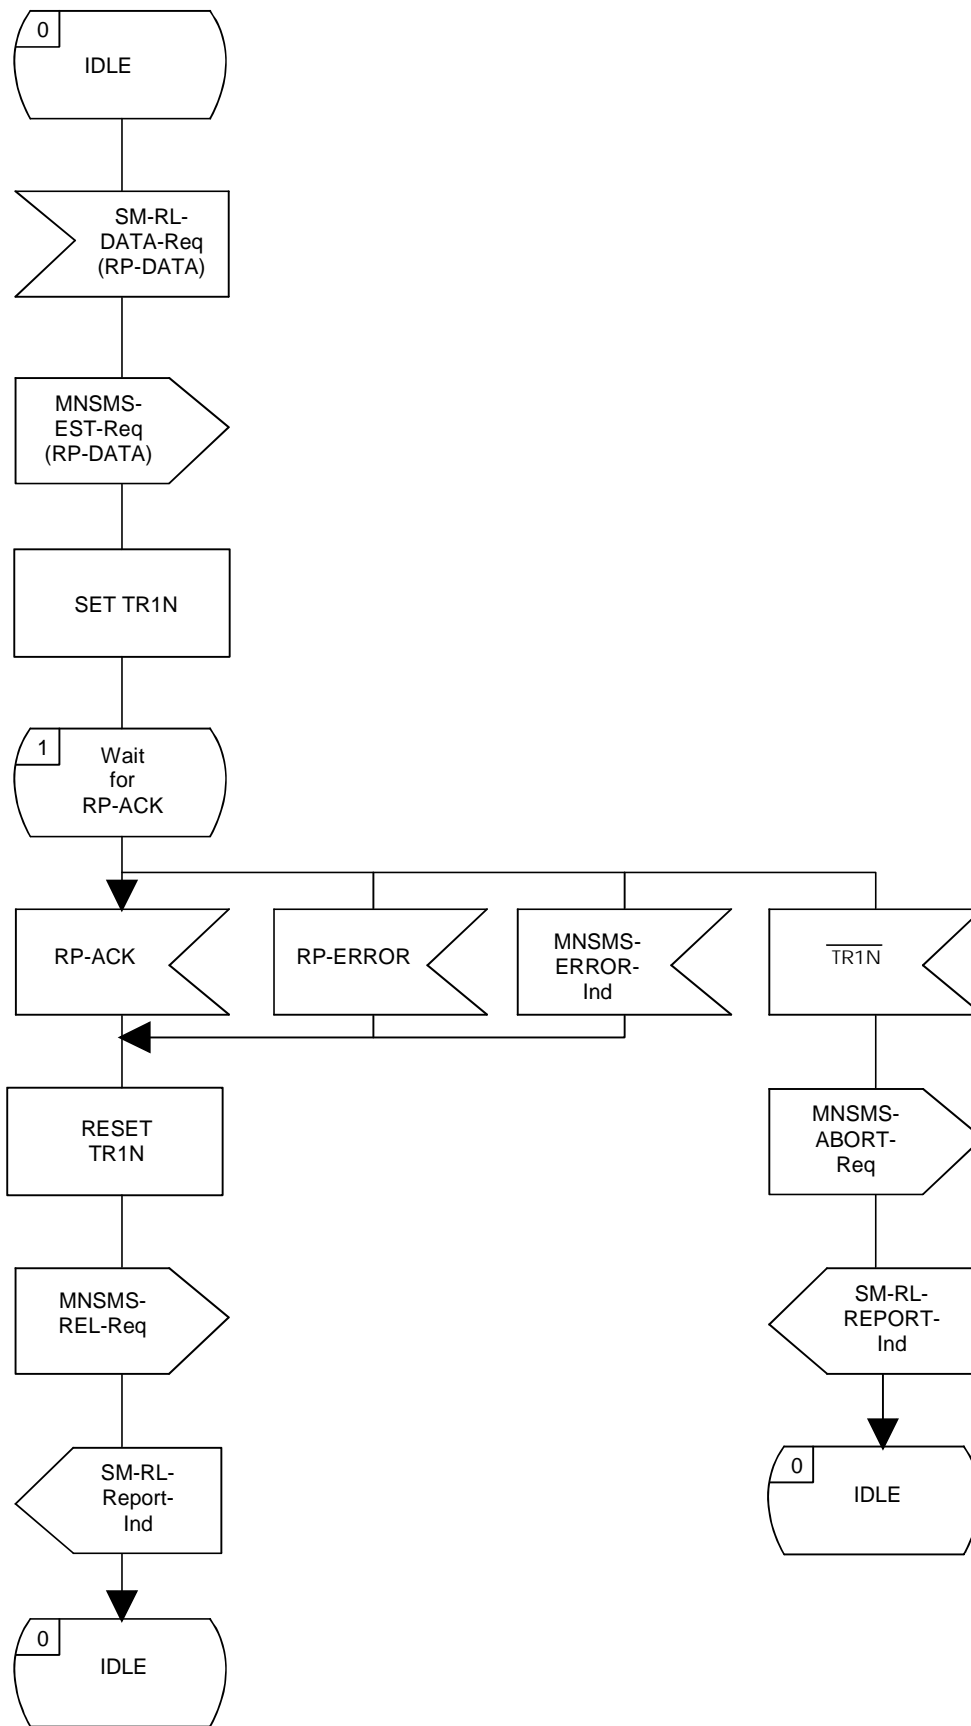 0
IDLE
SM-RL-
DATA-Req
(RP-DATA)
MNSMS-
EST-Req
(RP-DATA)
SET TR1N
1
Wait
for
RP-ACK
RP-ACK
RP-ERROR
MNSMS-
ERROR-
Ind
TR1N
RESET
TR1N
MNSMS-
ABORT-
Req
MNSMS-
REL-Req
SM-RL-
REPORT-
Ind
SM-RL-
Report-
Ind
0
IDLE
0
IDLE